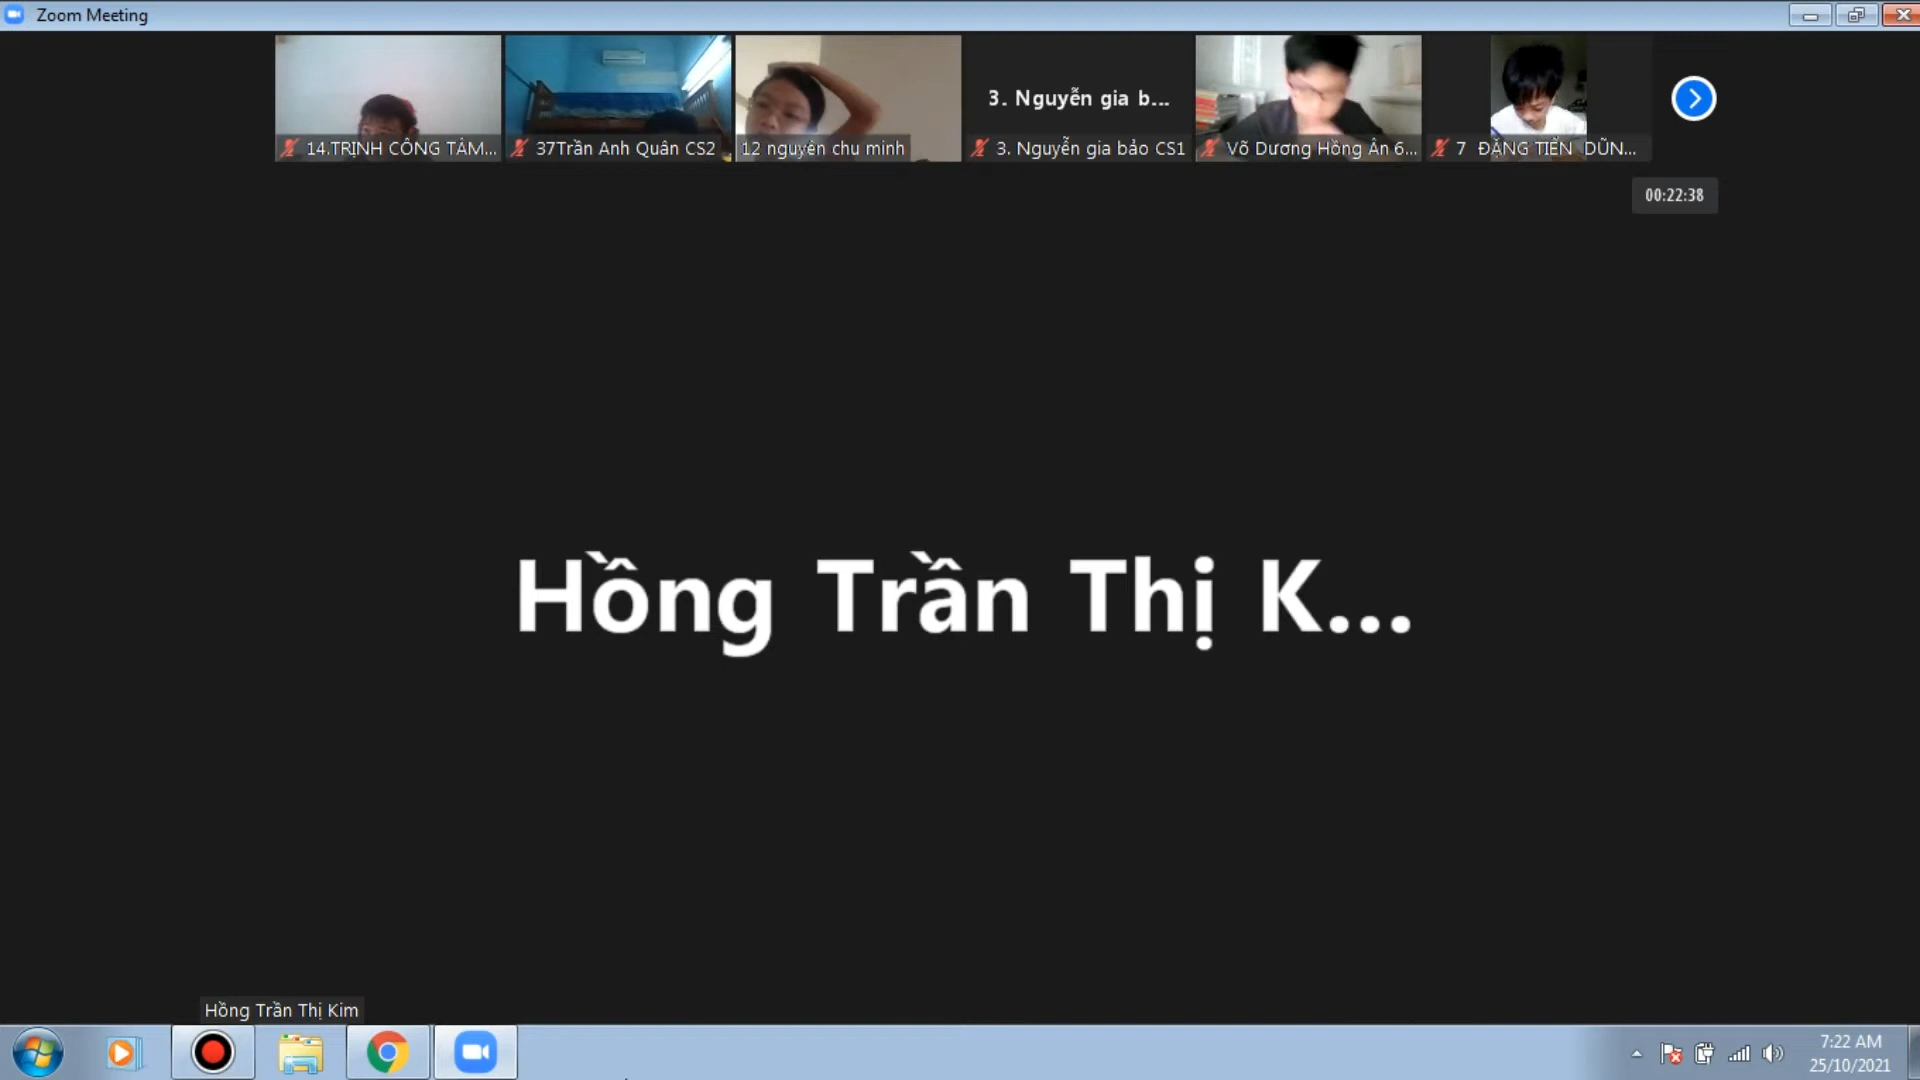 Zoom Meeting
3. Nguyễn gia b...
14.TRỊNH CÔNG TÂM...
37Trần Anh Quân CS2
12 nguyễn chu minh
3. Nguyễn gia bảo CS1
Võ Dương Hồng Ân 6...
7 ĐẶNG TIẾN DŨN...
00:22:38
Hồng Trần Thị K...
Hồng Trần Thị Kim
7:22 AM
25/10/2021